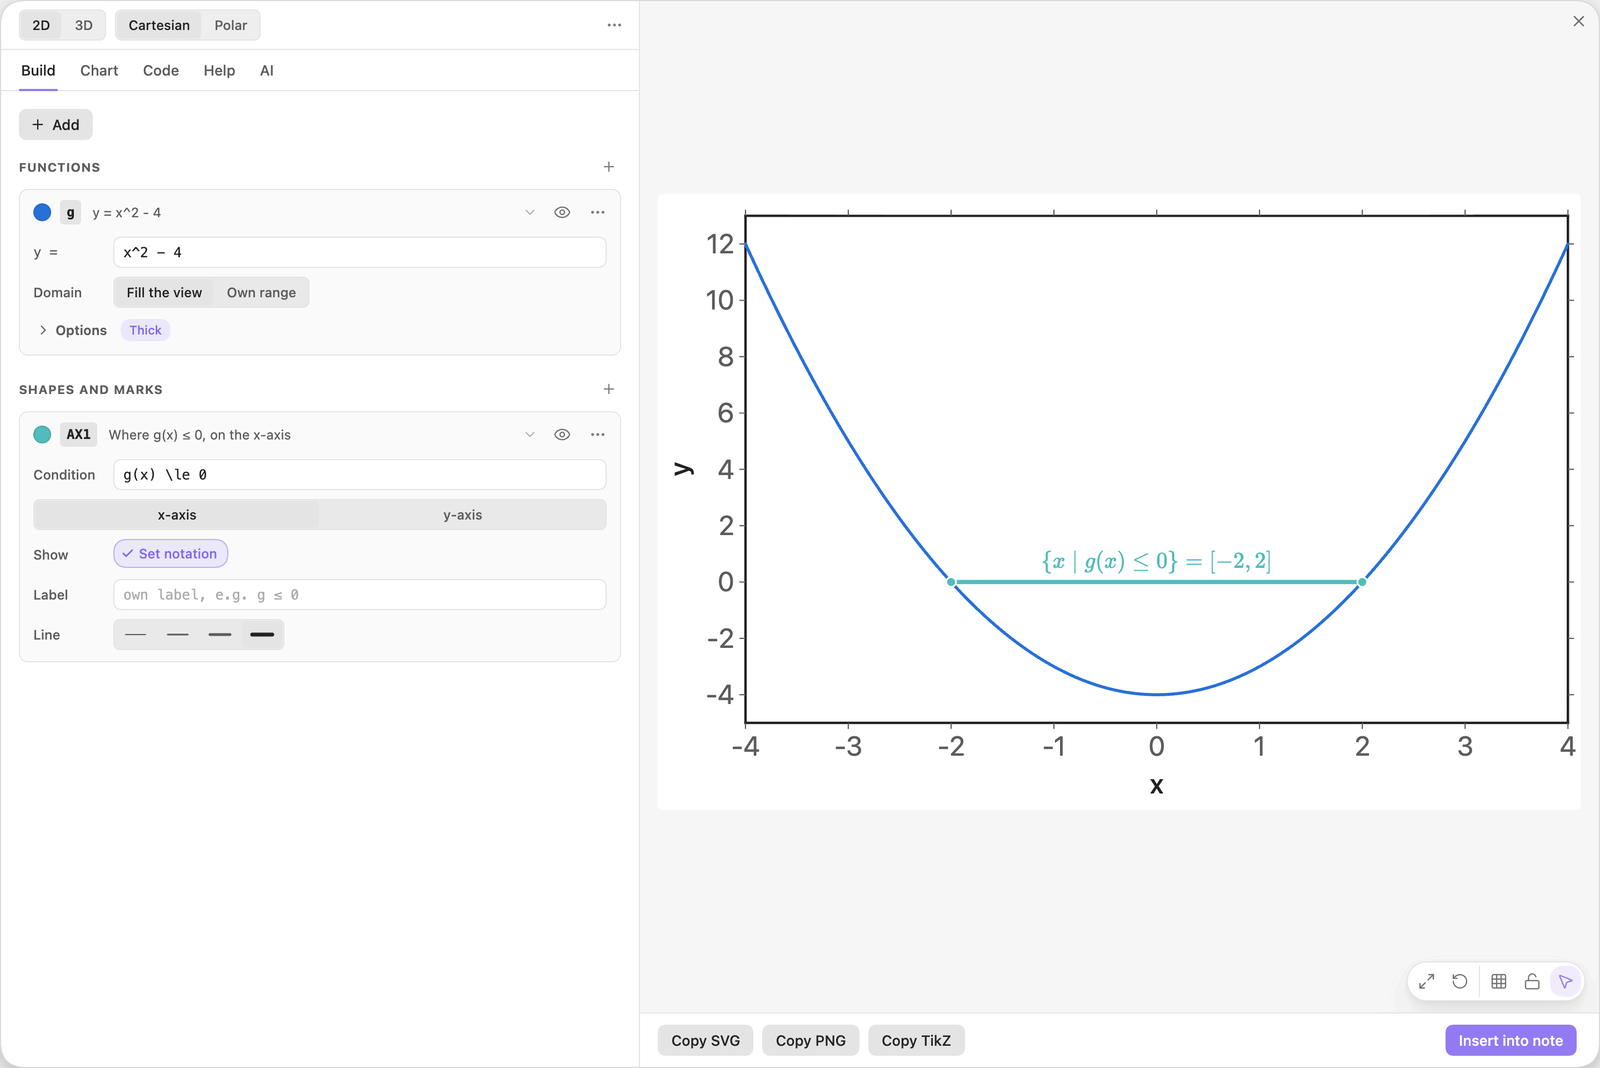 2D 3D Cartesian Polar
Build Chart Code Help AI
+ Add
FUNCTIONS
g y = x^2 - 4
y = x^2 − 4
Domain Fill the view Own range
Options Thick
SHAPES AND MARKS
AX1 Where g(x) ≤ 0, on the x-axis
Condition g(x) \le 0
x-axis y-axis
Show Set notation
Label own label, e.g. g ≤ 0
Line
12
10
8
6
y
4
2
{x | g(x) ≤ 0} = [−2, 2]
0
-2
-4
-4 -3 -2 -1 0 1 2 3 4
x
Copy SVG Copy PNG Copy TikZ Insert into note